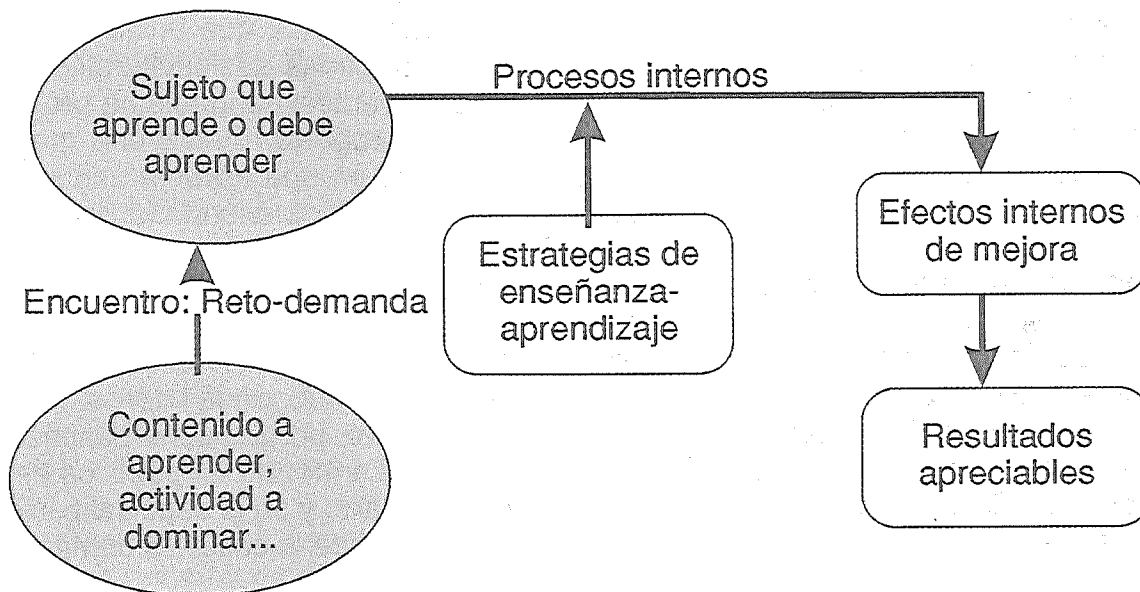 Sujeto que
aprende o debe
aprender
Procesos internos
Efectos internos
de mejora
Estrategias de
enseñanza-
aprendizaje
Encuentro: Reto-demanda
Contenido a
aprender,
actividad a
dominar...
Resultados
apreciables